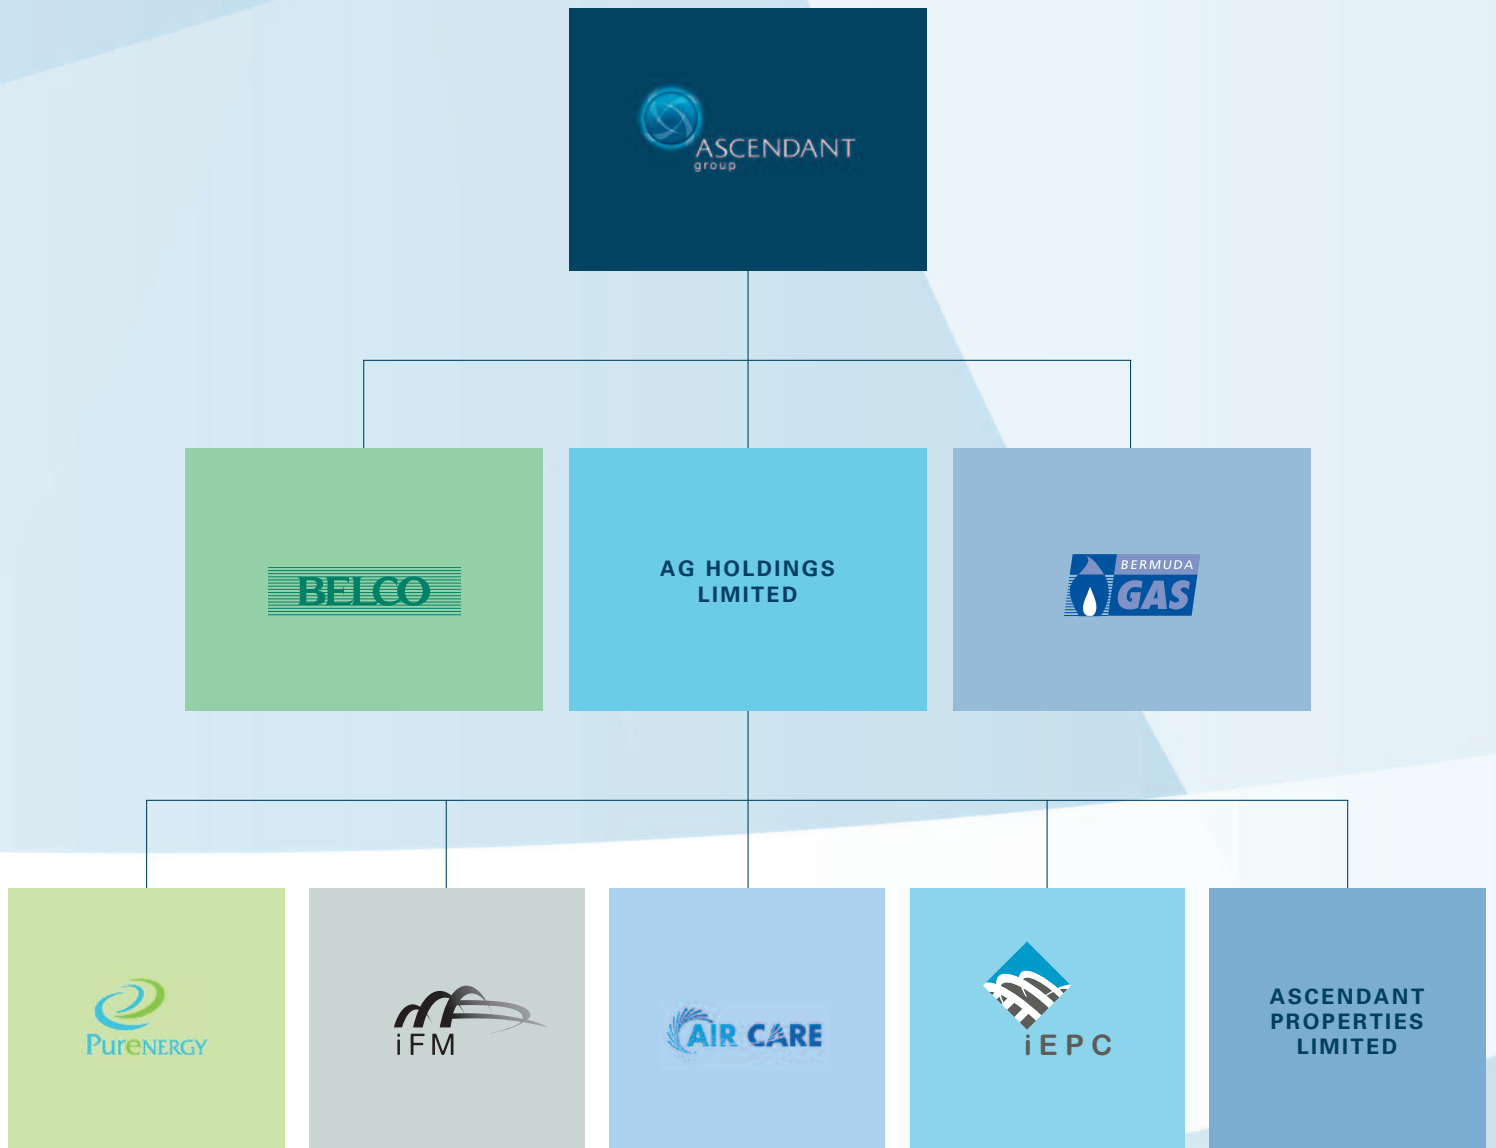 ASCENDANT
group
BELCO
AG HOLDINGS
LIMITED
BERMUDA
GAS
PurENERGY
iFM
AIR CARE
iEPC
ASCENDANT
PROPERTIES
LIMITED